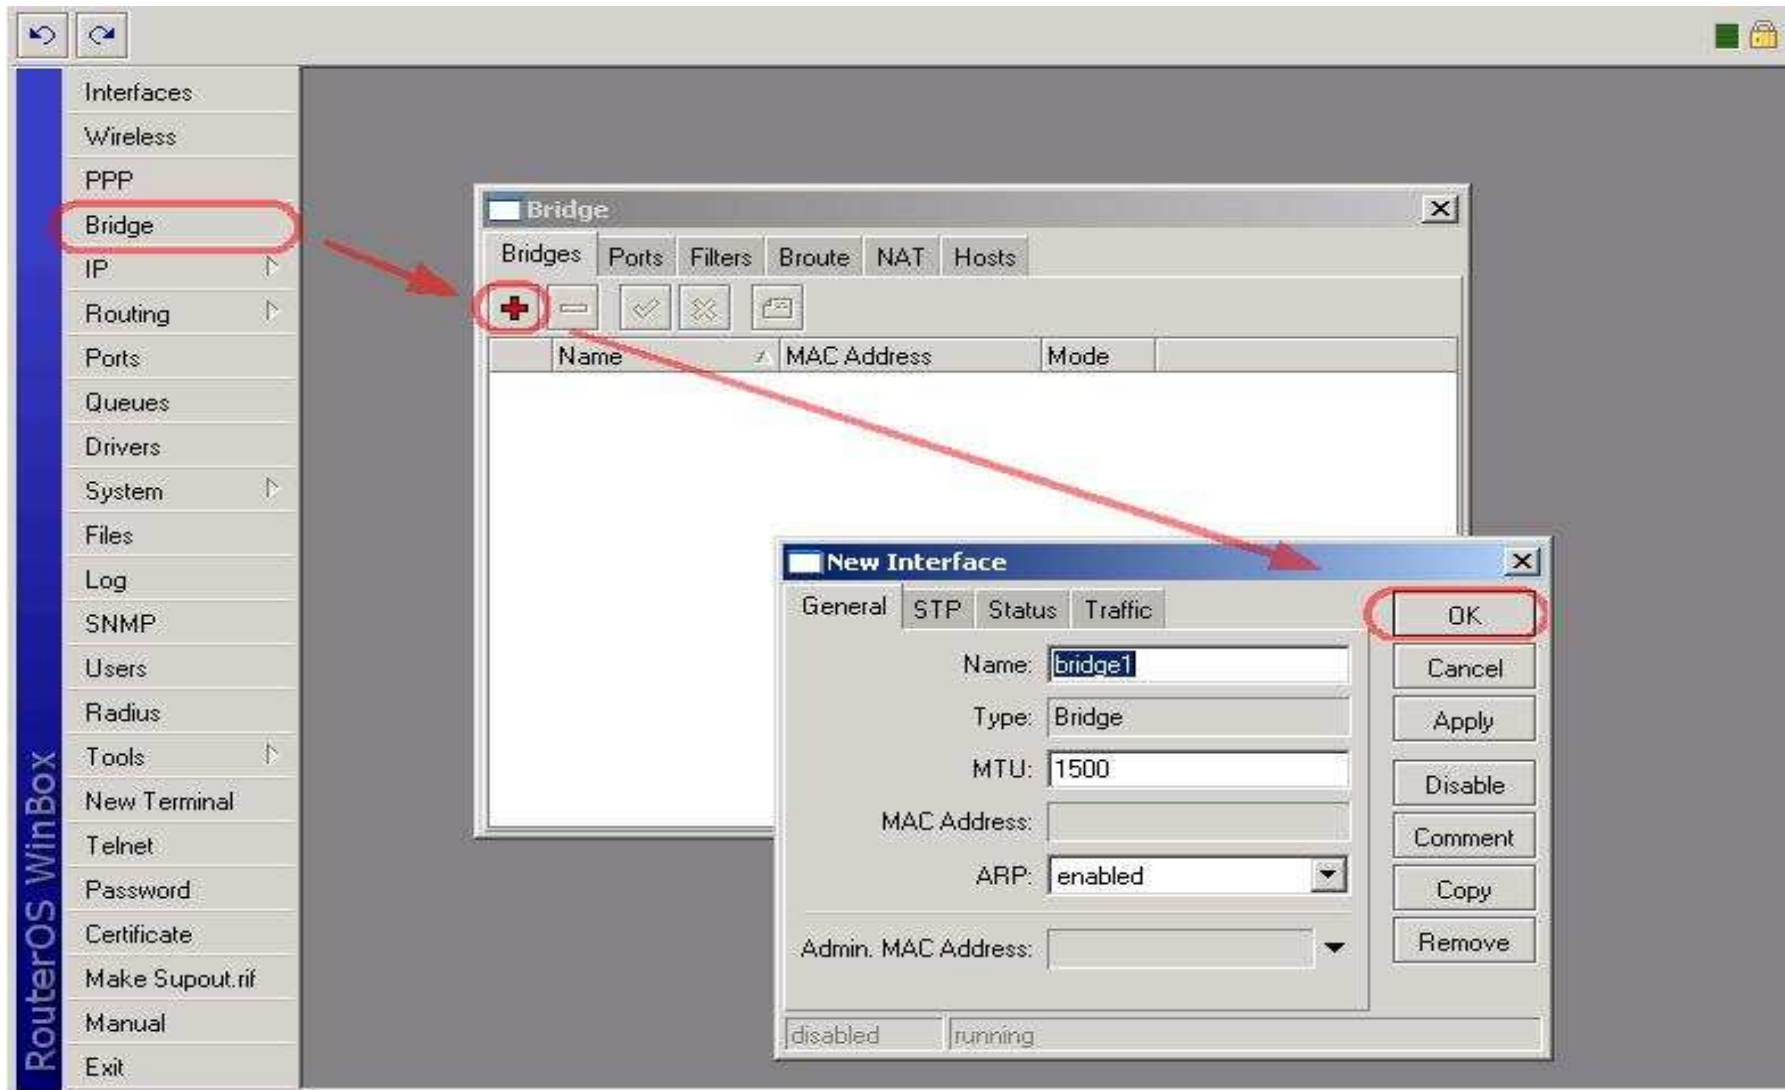 Interfaces
Wireless
PPP
Bridge
IP
Routing
Ports
Queues
Drivers
System
Files
Log
SNMP
Users
Radius
Tools
New Terminal
Telnet
Password
Certificate
Make Supout.rif
Manual
Exit
RouterOS WinBox
Bridge
Bridges Ports Filters Broute NAT Hosts
Name MAC Address Mode
New Interface
General STP Status Traffic
Name: bridge1
Type: Bridge
MTU: 1500
MAC Address:
ARP: enabled
Admin. MAC Address:
OK
Cancel
Apply
Disable
Comment
Copy
Remove
disabled running